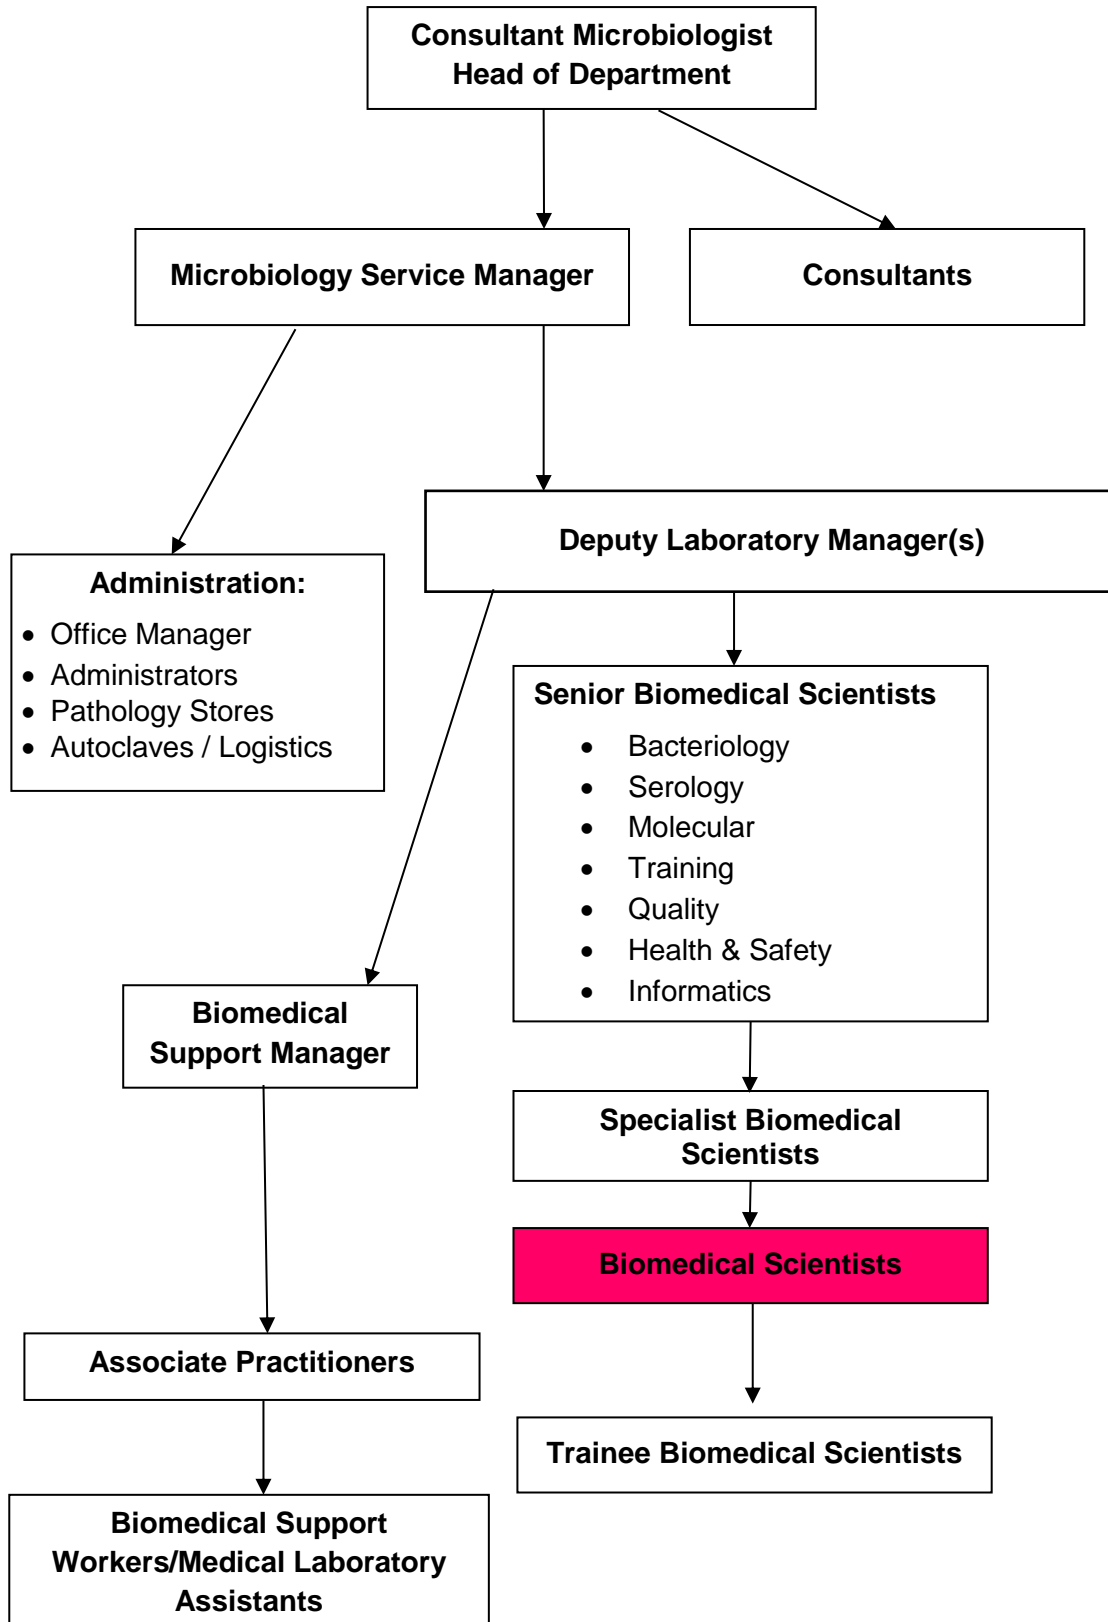 Consultant Microbiologist
Head of Department
Microbiology Service Manager
Consultants
Deputy Laboratory Manager(s)
Administration:
• Office Manager
• Administrators
• Pathology Stores
• Autoclaves / Logistics
Senior Biomedical Scientists
• Bacteriology
• Serology
• Molecular
• Training
• Quality
• Health & Safety
• Informatics
Biomedical
Support Manager
Specialist Biomedical
Scientists
Biomedical Scientists
Associate Practitioners
Trainee Biomedical Scientists
Biomedical Support
Workers/Medical Laboratory
Assistants